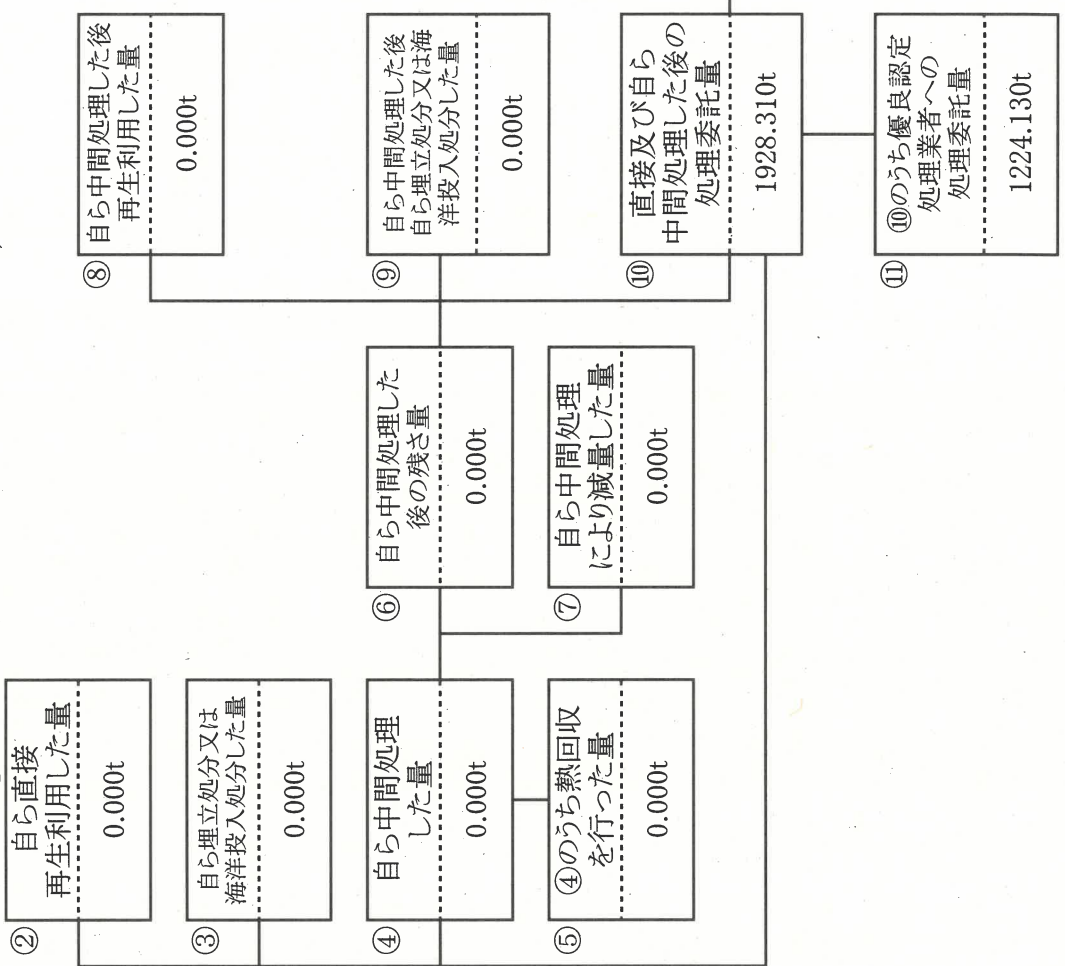 ②
自ら直接
再生利用した量
0.000t
③
自ら埋立処分又は
海洋投入処分した量
0.000t
④
自ら中間処理
した量
0.000t
⑤
④のうち熱回収
を行った量
0.000t
⑥
自ら中間処理した
後の残さ量
0.000t
⑦
自ら中間処理
により減量した量
0.000t
⑧
自ら中間処理した後
再生利用した量
0.000t
⑨
自ら中間処理した後
自ら埋立処分又は海
洋投入処分した量
0.000t
⑩
直接及び自ら
中間処理した後の
処理委託量
1928.310t
⑪
⑩のうち優良認定
処理業者への
処理委託量
1224.130t